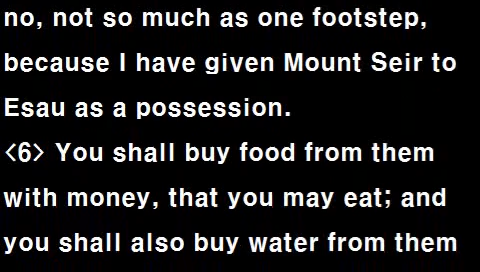 no, not so much as one footstep,
because I have given Mount Seir to
Esau as a possession.
<6> You shall buy food from them
with money, that you may eat; and
you shall also buy water from them